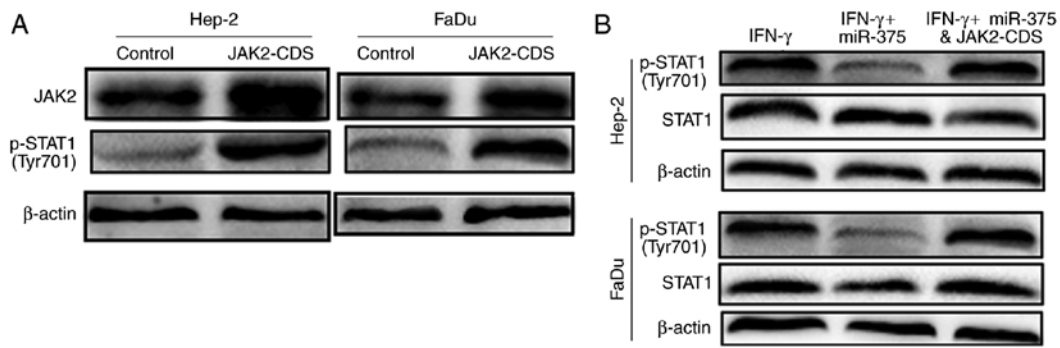 A
Hep-2
FaDu
Control
JAK2-CDS
Control
JAK2-CDS
JAK2
p-STAT1
(Tyr701)
β-actin
B
IFN-γ
IFN-γ+
miR-375
IFN-γ+ miR-375
& JAK2-CDS
Hep-2
p-STAT1
(Tyr701)
STAT1
β-actin
FaDu
p-STAT1
(Tyr701)
STAT1
β-actin